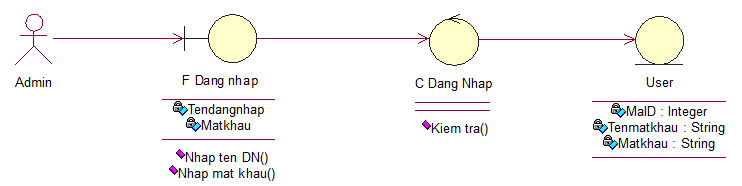 Admin
F Dang nhap
Tendangnhap
Matkhau
Nhap ten DN()
Nhap mat khau()
C Dang Nhap
Kiem tra()
User
MaID : Integer
Tenmatkhau : String
Matkhau : String